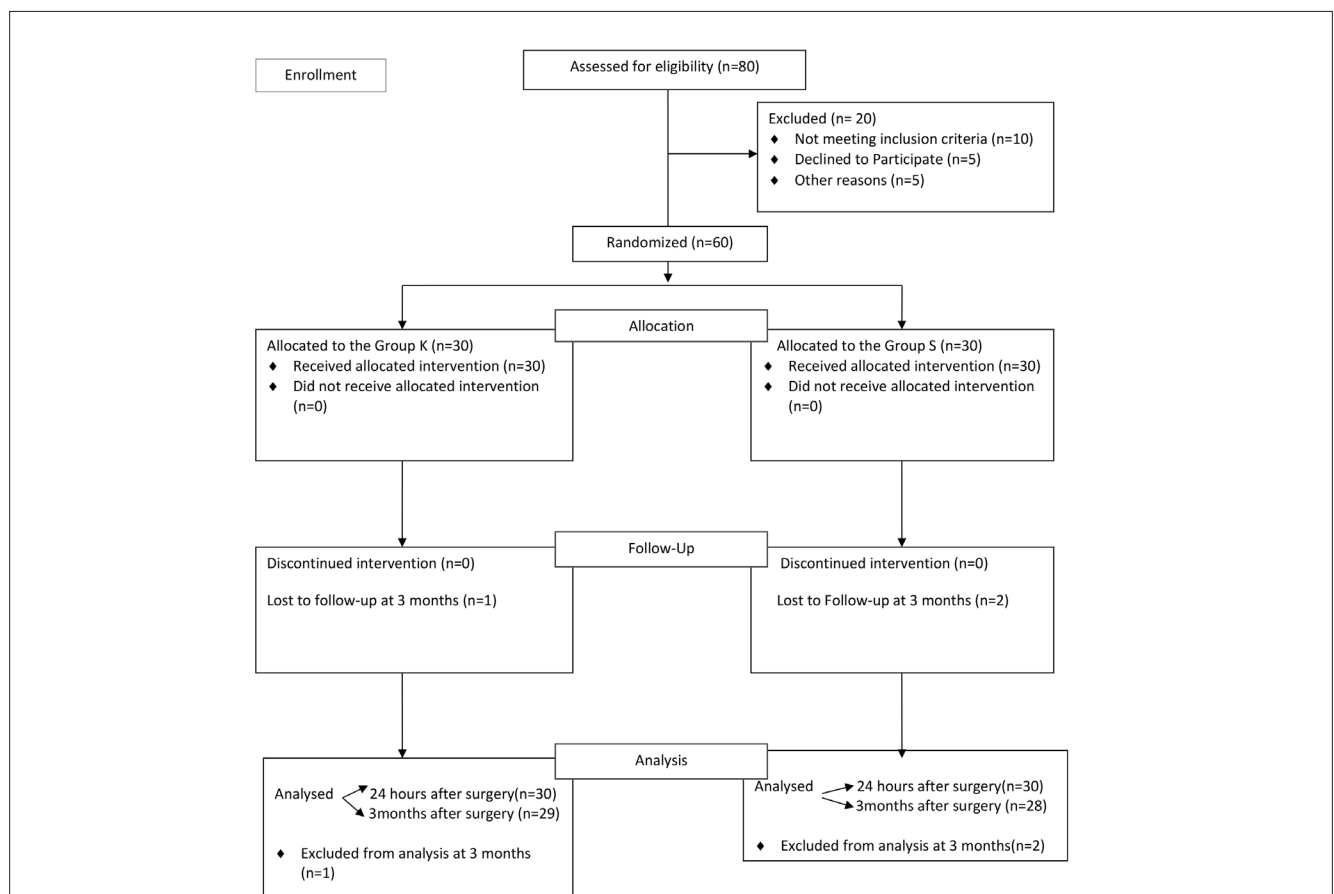 Enrollment
Assessed for eligibility (n=80)
Excluded (n= 20)
♦ Not meeting inclusion criteria (n=10)
♦ Declined to Participate (n=5)
♦ Other reasons (n=5)
Randomized (n=60)
Allocation
Allocated to the Group K (n=30)
♦ Received allocated intervention (n=30)
♦ Did not receive allocated intervention
(n=0)
Allocated to the Group S (n=30)
♦ Received allocated intervention (n=30)
♦ Did not receive allocated intervention
(n=0)
Follow-Up
Discontinued intervention (n=0)
Lost to follow-up at 3 months (n=1)
Discontinued intervention (n=0)
Lost to Follow-up at 3 months (n=2)
Analysis
Analysed
24 hours after surgery(n=30)
3months after surgery (n=29)
♦ Excluded from analysis at 3 months
(n=1)
Analysed
24 hours after surgery(n=30)
3months after surgery (n=28)
♦ Excluded from analysis at 3 months(n=2)